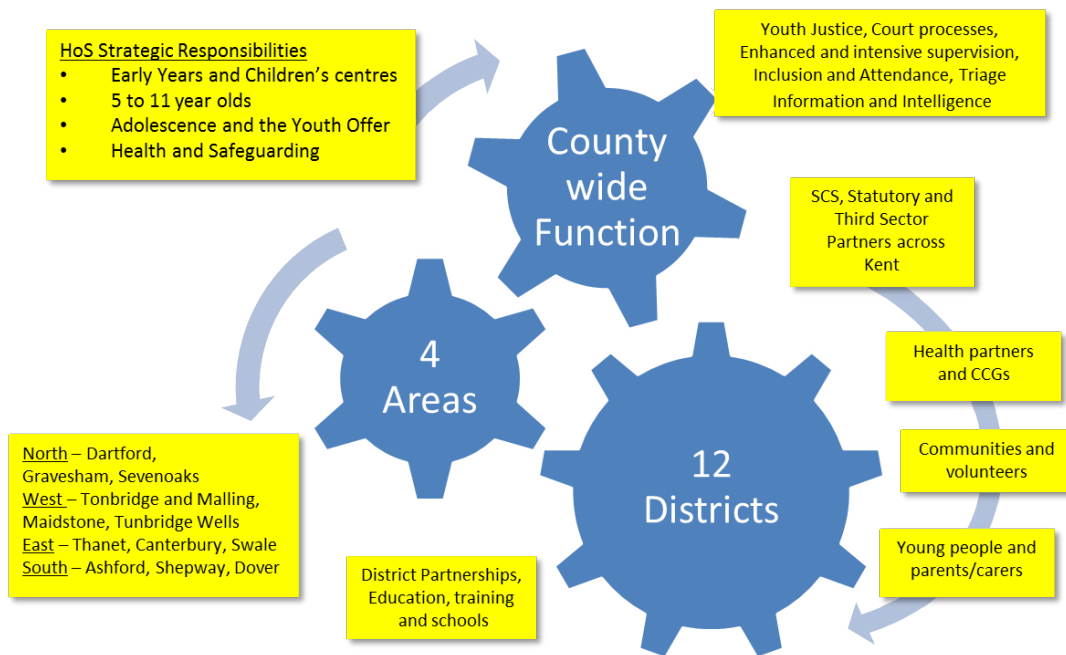 HoS Strategic Responsibilities
• Early Years and Children’s centres
• 5 to 11 year olds
• Adolescence and the Youth Offer
• Health and Safeguarding
Youth Justice, Court processes,
Enhanced and intensive supervision,
Inclusion and Attendance, Triage
Information and Intelligence
County
wide
Function
SCS, Statutory and
Third Sector
Partners across
Kent
4
Areas
Health partners
and CCGs
North – Dartford,
Gravesham, Sevenoaks
West – Tonbridge and Malling,
Maidstone, Tunbridge Wells
East – Thanet, Canterbury, Swale
South – Ashford, Shepway, Dover
12
Districts
Communities and
volunteers
District Partnerships,
Education, training
and schools
Young people and
parents/carers